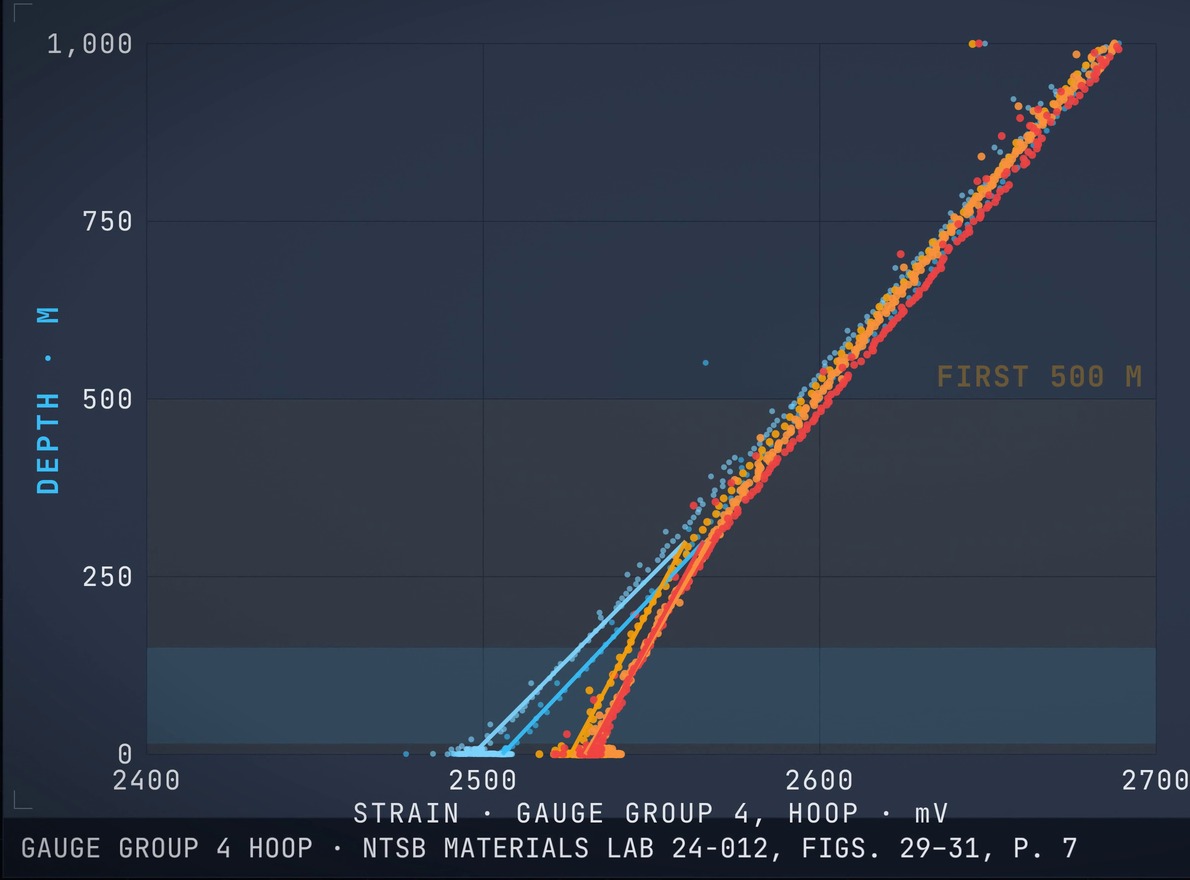 1,000
750
500
250
0
DEPTH · M
FIRST 500 M
2400 2500 2600 2700
STRAIN · GAUGE GROUP 4, HOOP · mV
GAUGE GROUP 4 HOOP · NTSB MATERIALS LAB 24-012, FIGS. 29–31, P. 7